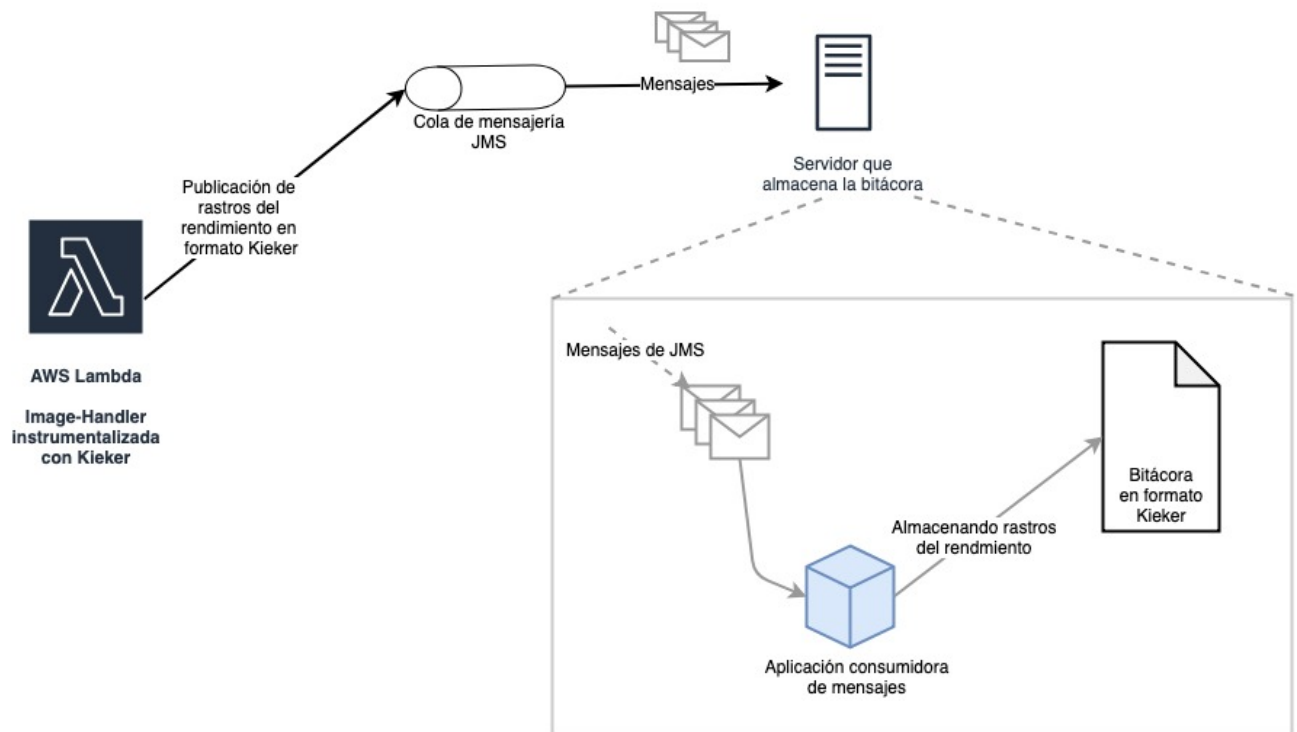 Mensajes
Cola de mensajería
JMS
Servidor que
almacena la bitácora
Publicación de
rastros del
rendimiento en
formato Kieker
AWS Lambda
Image-Handler
instrumentalizada
con Kieker
Mensajes de JMS
Bitácora
en formato
Kieker
Almacenando rastros
del rendmiento
Aplicación consumidora
de mensajes